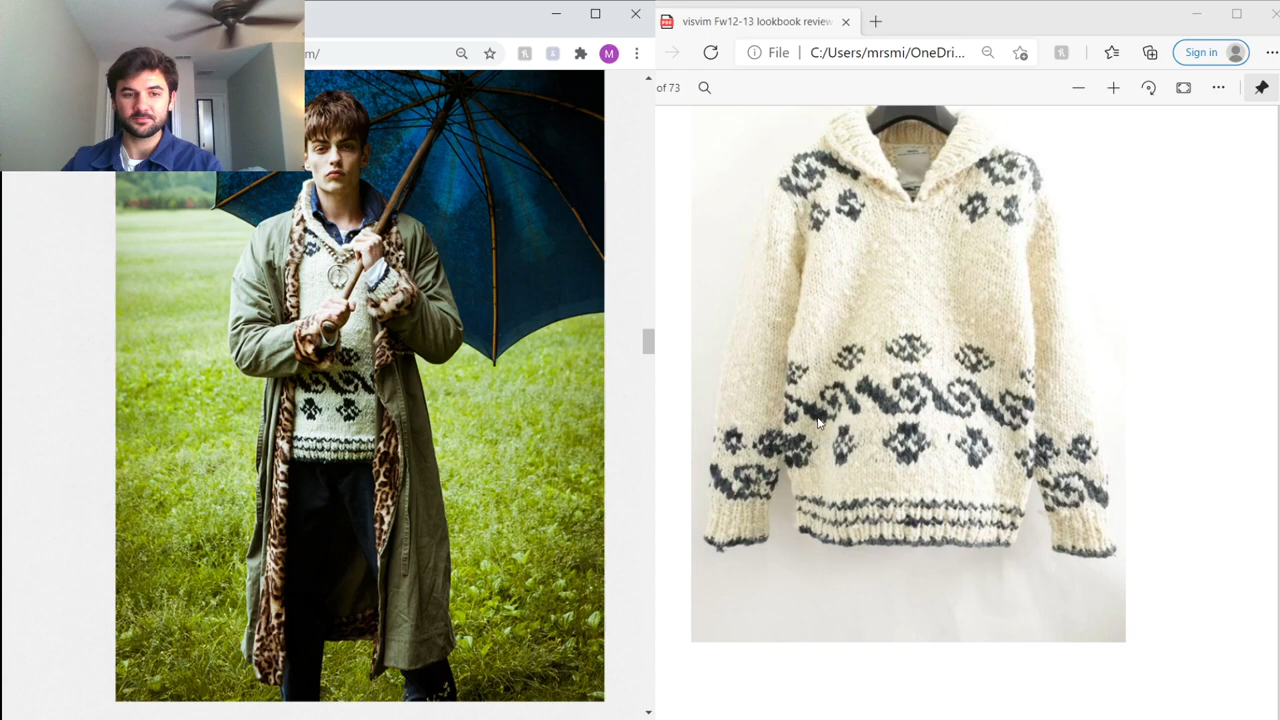 m/
M
visvim Fw12-13 lookbook review
File
C:/Users/mrsmi/OneDri...
Sign in
of 73